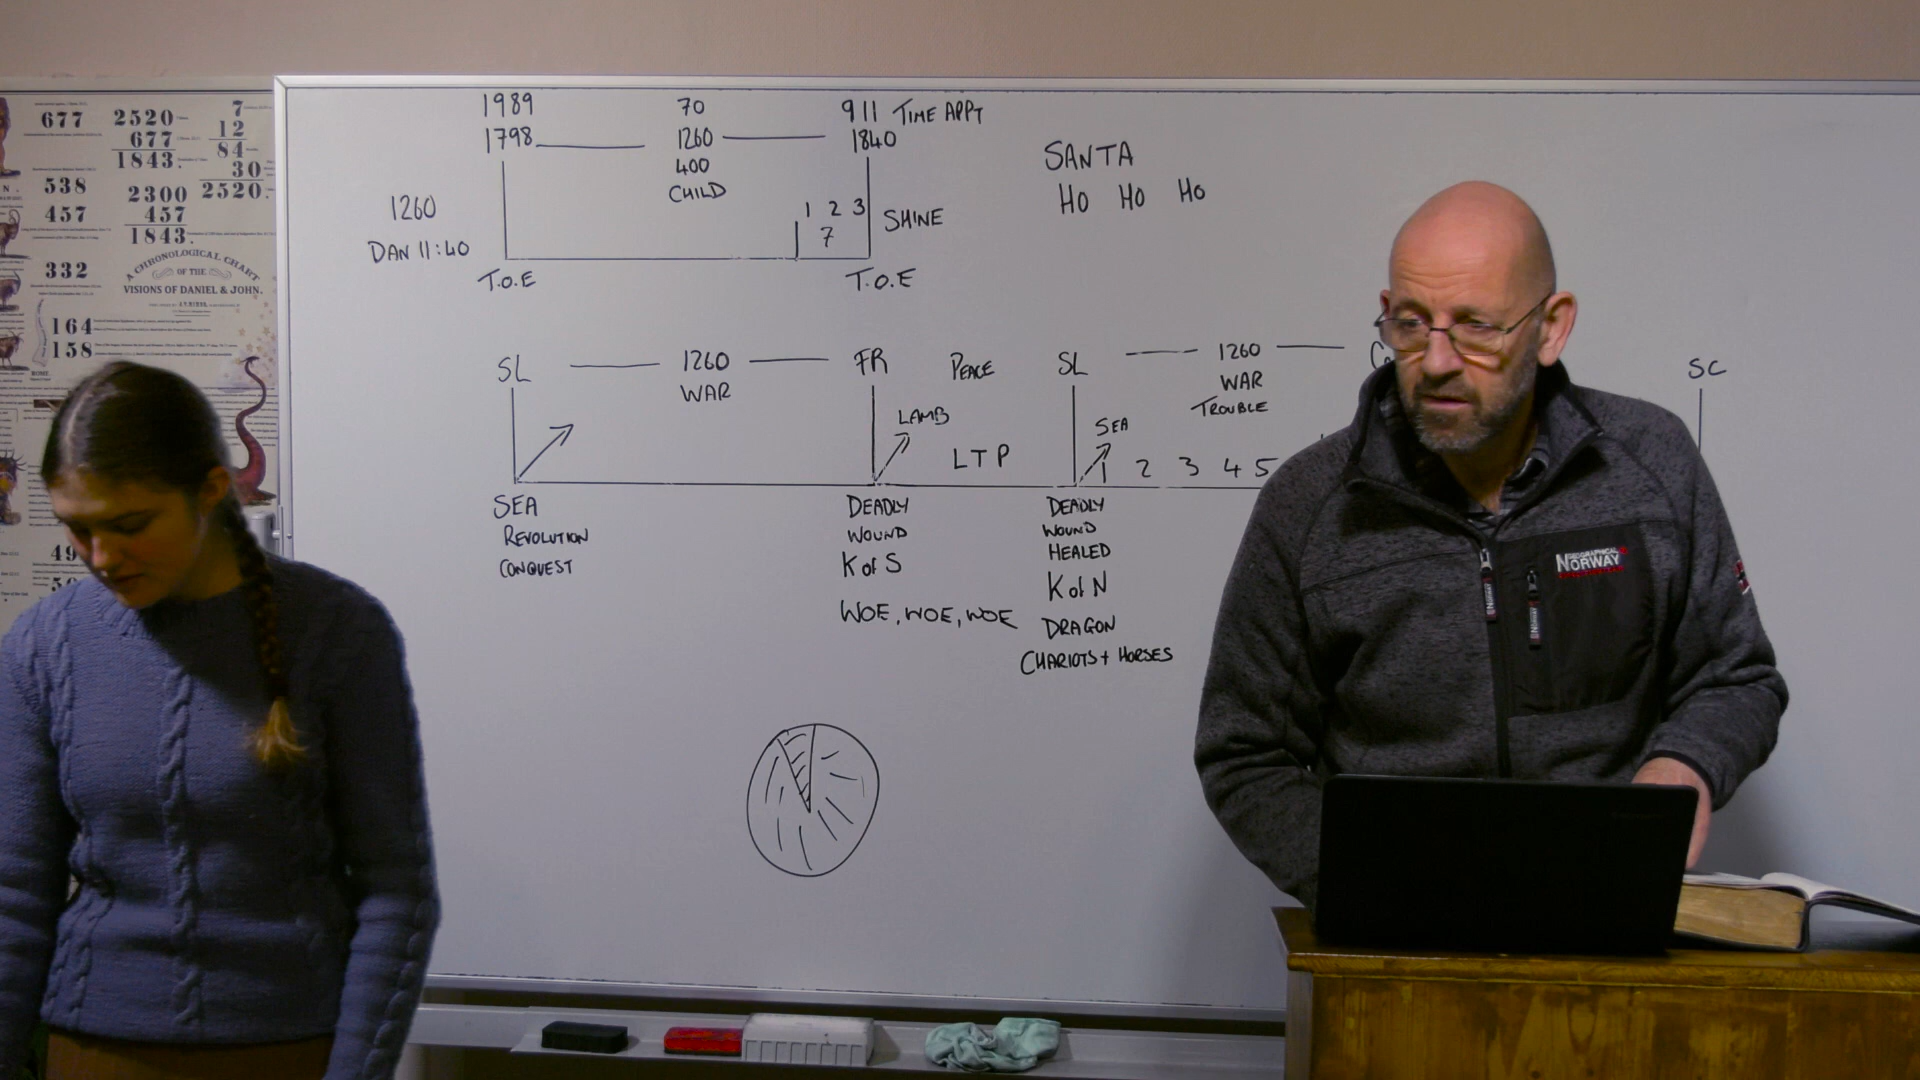 677
2520
677
1843.
7
12
84
30
2520.
538
457
2300
457
1843.
332
A CHRONOLOGICAL CHART
OF THE
VISIONS OF DANIEL & JOHN.
164
158
ROME.
49
1989 70 911 TIME APPT
1798 1260 1840
400
CHILD
1260
DAN 11:40
1 2 3
7
SHINE
T.O.E T.O.E
SANTA
HO HO HO
SL 1260 FR PEACE SL 1260 SC
WAR WAR
TROUBLE
LAMB
SEA
LTP
1 2 3 4 5
SEA
REVOLUTION
CONQUEST
DEADLY
WOUND
K of S
WOE, WOE, WOE
DEADLY
WOUND
HEALED
K of N
DRAGON
CHARIOTS + HORSES
GEOGRAPHICAL
NORWAY